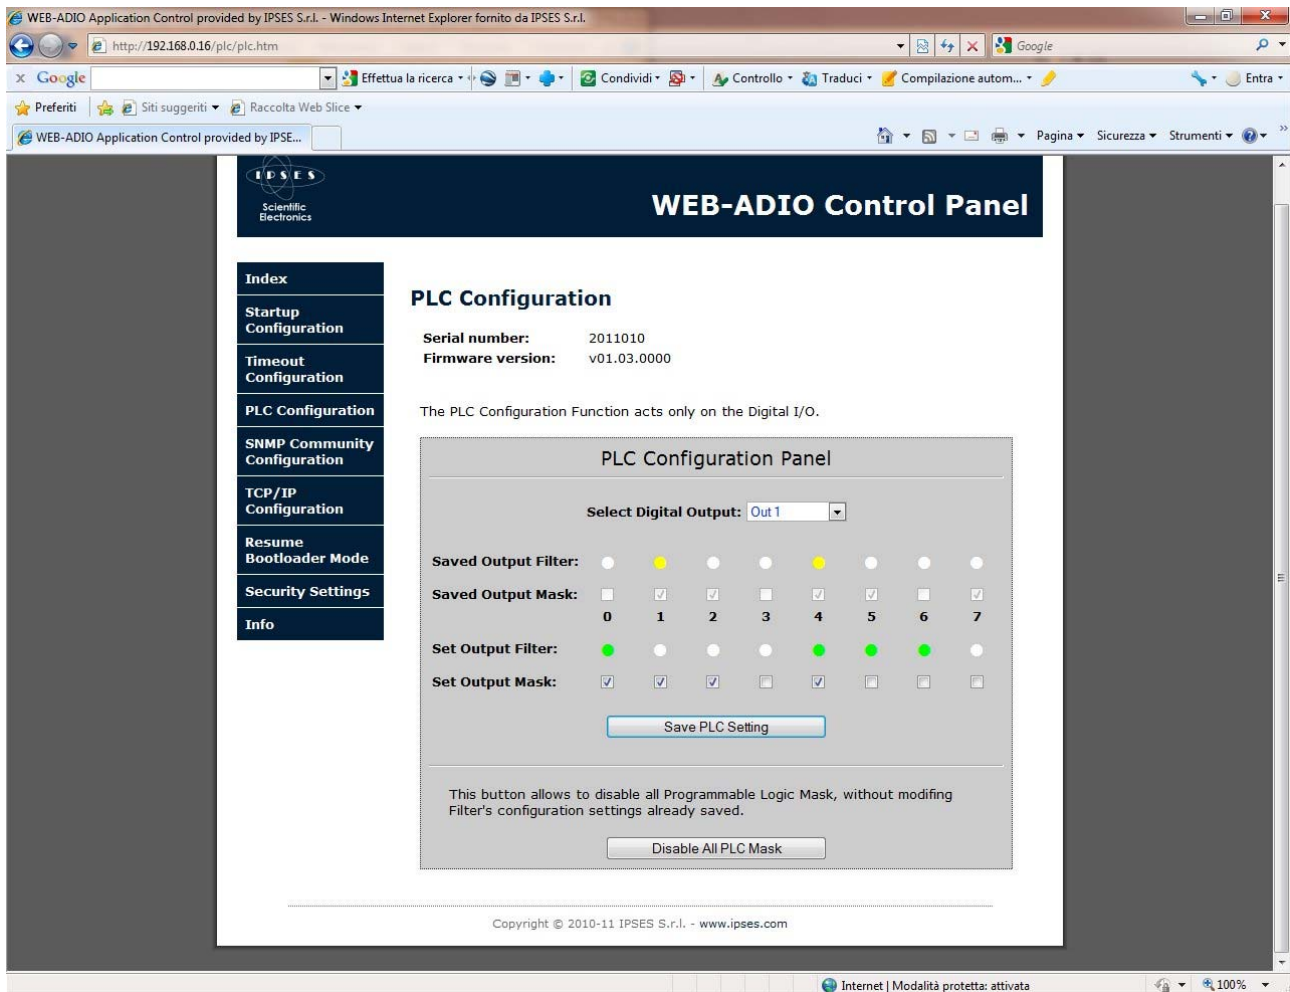 WEB-ADIO Application Control provided by IPSES S.r.l. - Windows Internet Explorer fornito da IPSES S.r.l.
http://192.168.0.16/plc/plc.htm
Google
x Google
Effettua la ricerca
Condividi
Controllo
Traduci
Compilazione autom...
Entra
Preferiti
Siti suggeriti
Raccolta Web Slice
WEB-ADIO Application Control provided by IPSE...
Pagina
Sicurezza
Strumenti
IPSES
Scientific
Electronics
WEB-ADIO Control Panel
Index
Startup
Configuration
Timeout
Configuration
PLC Configuration
SNMP Community
Configuration
TCP/IP
Configuration
Resume
Bootloader Mode
Security Settings
Info
PLC Configuration
Serial number: 2011010
Firmware version: v01.03.0000
The PLC Configuration Function acts only on the Digital I/O.
PLC Configuration Panel
Select Digital Output: Out 1
Saved Output Filter:
Saved Output Mask:
0 1 2 3 4 5 6 7
Set Output Filter:
Set Output Mask:
Save PLC Setting
This button allows to disable all Programmable Logic Mask, without modifing
Filter's configuration settings already saved.
Disable All PLC Mask
Copyright © 2010-11 IPSES S.r.l. - www.ipses.com
Internet | Modalità protetta: attivata
100%